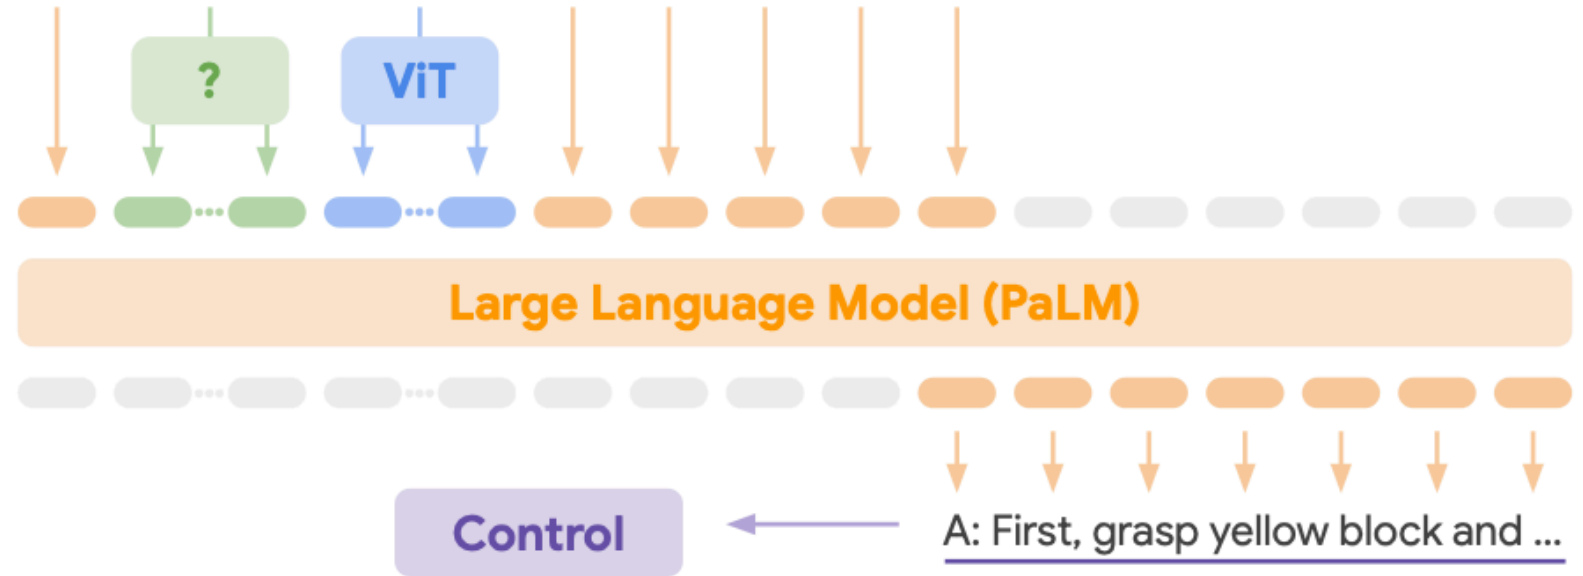 ?
ViT
Large Language Model (PaLM)
Control
A: First, grasp yellow block and ...